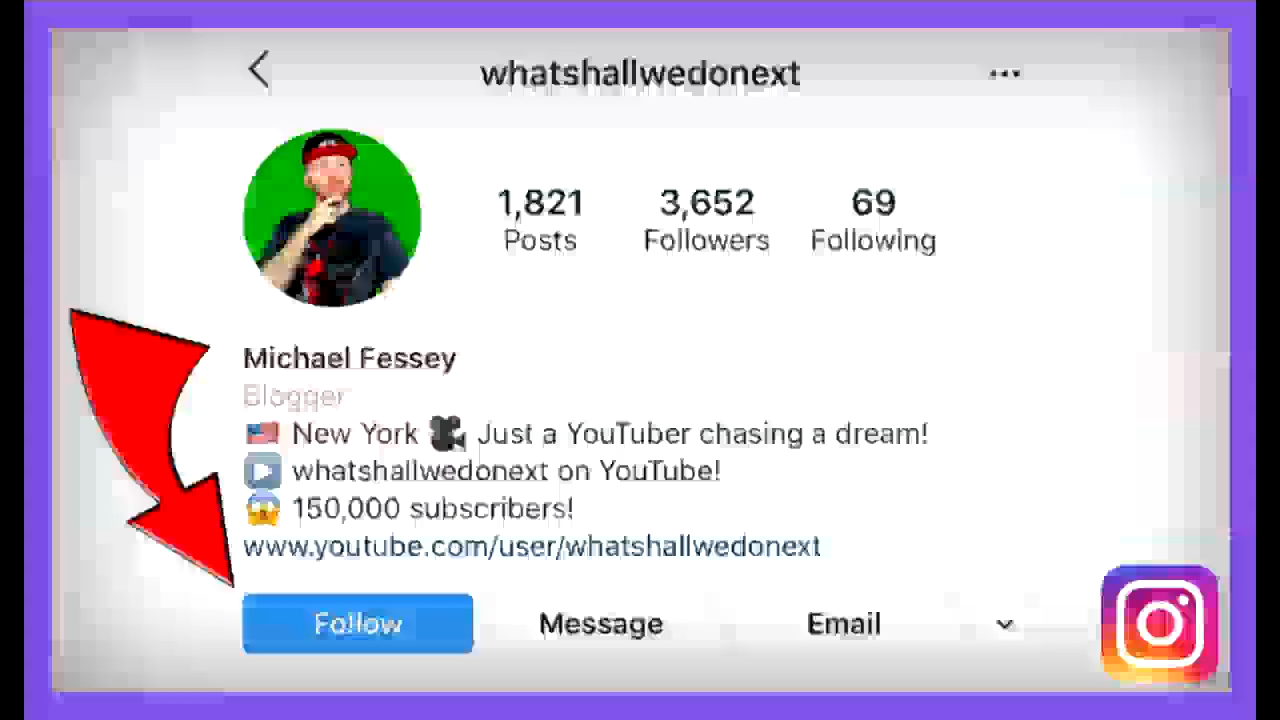 whatshallwedonext
1,821 3,652 69
Posts Followers Following
Michael Fessey
Blogger
🇺🇸 New York 🎥 Just a YouTuber chasing a dream!
▶️ whatshallwedonext on YouTube!
😱 150,000 subscribers!
www.youtube.com/user/whatshallwedonext
Follow Message Email